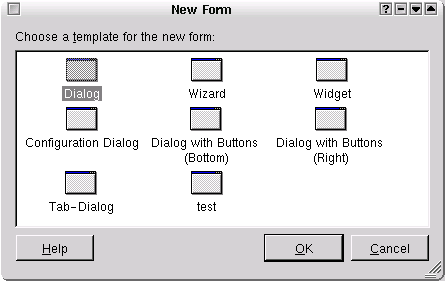 New Form
?
Choose a template for the new form:
Dialog Wizard Widget
Configuration Dialog Dialog with Buttons Dialog with Buttons
(Bottom) (Right)
Tab-Dialog test
Help OK Cancel